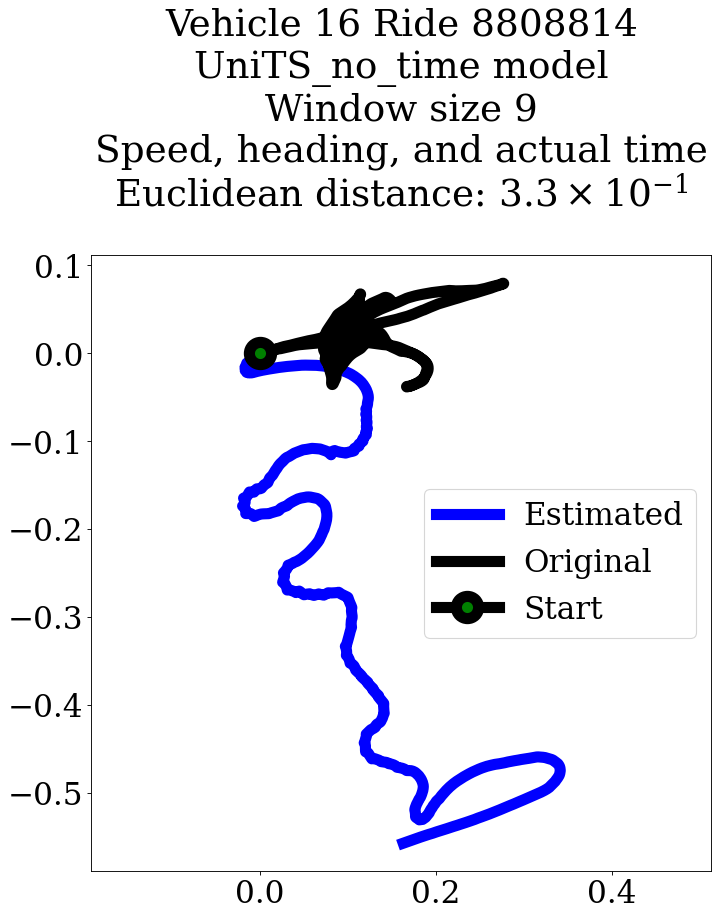 Vehicle 16 Ride 8808814
UniTS_no_time model
Window size 9
Speed, heading, and actual time
Euclidean distance: 3.3 × 10⁻¹
0.1
0.0
−0.1
−0.2
−0.3
−0.4
−0.5
Estimated
Original
Start
0.0 0.2 0.4